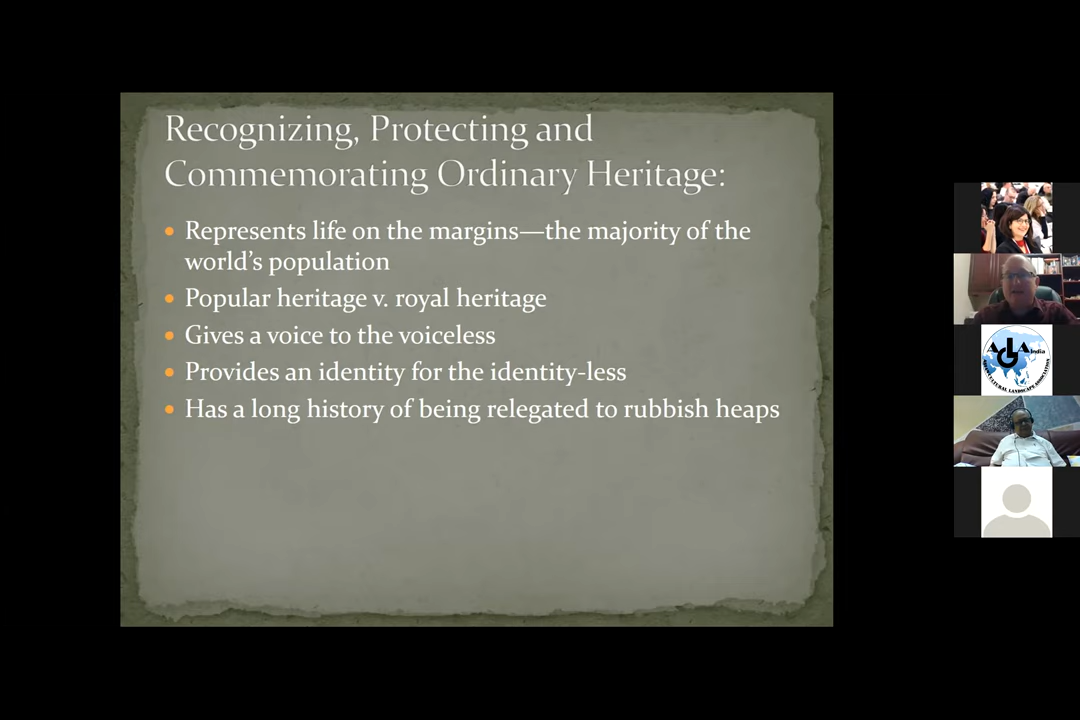 Recognizing, Protecting and
Commemorating Ordinary Heritage:
• Represents life on the margins—the majority of the
world’s population
• Popular heritage v. royal heritage
• Gives a voice to the voiceless
• Provides an identity for the identity-less
• Has a long history of being relegated to rubbish heaps
ACLA India